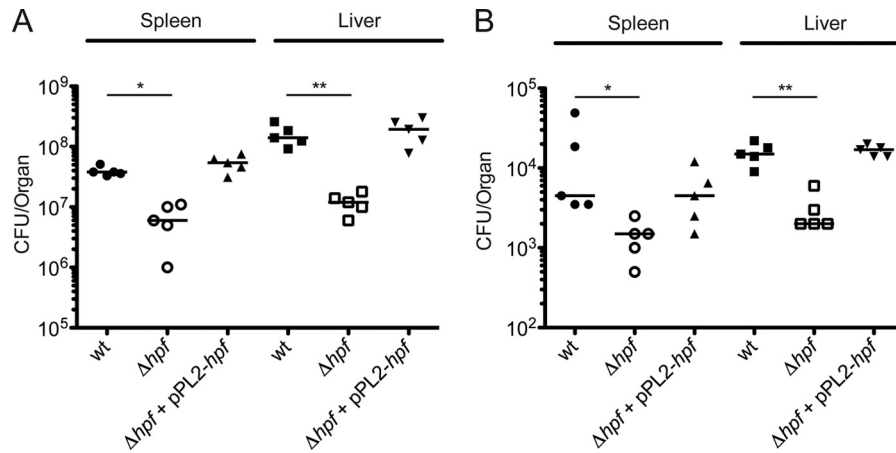 A
Spleen
Liver
CFU/Organ
10⁹
10⁸
10⁷
10⁶
10⁵
*
**
wt
Δhpf
Δhpf + pPL2-hpf
wt
Δhpf
Δhpf + pPL2-hpf
B
Spleen
Liver
CFU/Organ
10⁵
10⁴
10³
10²
*
**
wt
Δhpf
Δhpf + pPL2-hpf
wt
Δhpf
Δhpf + pPL2-hpf